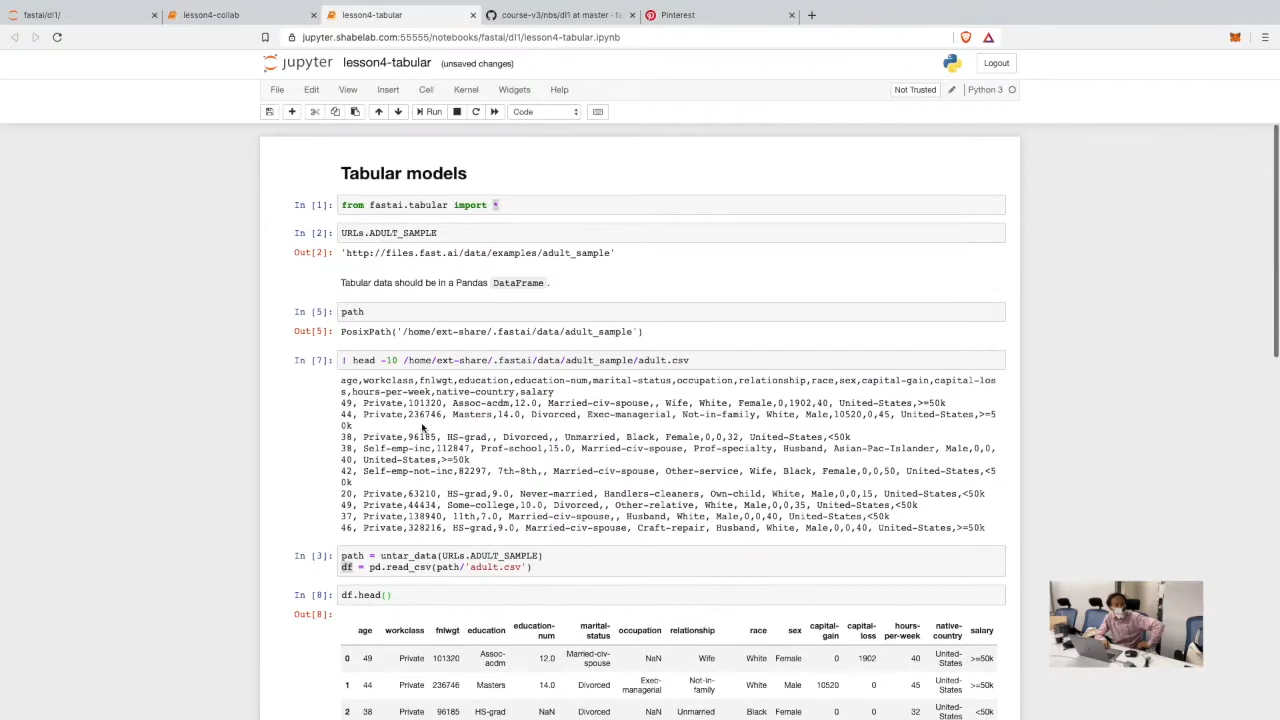 fastai/dl1/
lesson4-collab
lesson4-tabular
course-v3/nbs/dl1 at master · fa
Pinterest
jupyter.shabelab.com:55555/notebooks/fastai/dl1/lesson4-tabular.ipynb
jupyter lesson4-tabular (unsaved changes)
Logout
File Edit View Insert Cell Kernel Widgets Help
Not Trusted
Python 3
Run
Code
Tabular models
In [1]: from fastai.tabular import *
In [2]: URLs.ADULT_SAMPLE
Out[2]: 'http://files.fast.ai/data/examples/adult_sample'
Tabular data should be in a Pandas DataFrame.
In [5]: path
Out[5]: PosixPath('/home/ext-share/.fastai/data/adult_sample')
In [7]: ! head -10 /home/ext-share/.fastai/data/adult_sample/adult.csv
age,workclass,fnlwgt,education,education-num,marital-status,occupation,relationship,race,sex,capital-gain,capital-los
s,hours-per-week,native-country,salary
49, Private,101320, Assoc-acdm,12.0, Married-civ-spouse,, Wife, White, Female,0,1902,40, United-States,>=50k
44, Private,236746, Masters,14.0, Divorced, Exec-managerial, Not-in-family, White, Male,10520,0,45, United-States,>=5
0k
38, Private,96185, HS-grad,, Divorced,, Unmarried, Black, Female,0,0,32, United-States,<50k
38, Self-emp-inc,112847, Prof-school,15.0, Married-civ-spouse, Prof-specialty, Husband, Asian-Pac-Islander, Male,0,0,
40, United-States,>=50k
42, Self-emp-not-inc,82297, 7th-8th,, Married-civ-spouse, Other-service, Wife, Black, Female,0,0,50, United-States,<5
0k
20, Private,63210, HS-grad,9.0, Never-married, Handlers-cleaners, Own-child, White, Male,0,0,15, United-States,<50k
49, Private,44434, Some-college,10.0, Divorced,, Other-relative, White, Male,0,0,35, United-States,<50k
37, Private,138940, 11th,7.0, Married-civ-spouse,, Husband, White, Male,0,0,40, United-States,<50k
46, Private,328216, HS-grad,9.0, Married-civ-spouse, Craft-repair, Husband, White, Male,0,0,40, United-States,>=50k
In [3]: path = untar_data(URLs.ADULT_SAMPLE)
df = pd.read_csv(path/'adult.csv')
In [8]: df.head()
Out[8]:
age workclass fnlwgt education education-num marital-status occupation relationship race sex capital-gain capital-loss hours-per-week native-country salary
0 49 Private 101320 Assoc-acdm 12.0 Married-civ-spouse NaN Wife White Female 0 1902 40 United-States >=50k
1 44 Private 236746 Masters 14.0 Divorced Exec-managerial Not-in-family White Male 10520 0 45 United-States >=50k
2 38 Private 96185 HS-grad NaN Divorced NaN Unmarried Black Female 0 0 32 United-States <50k